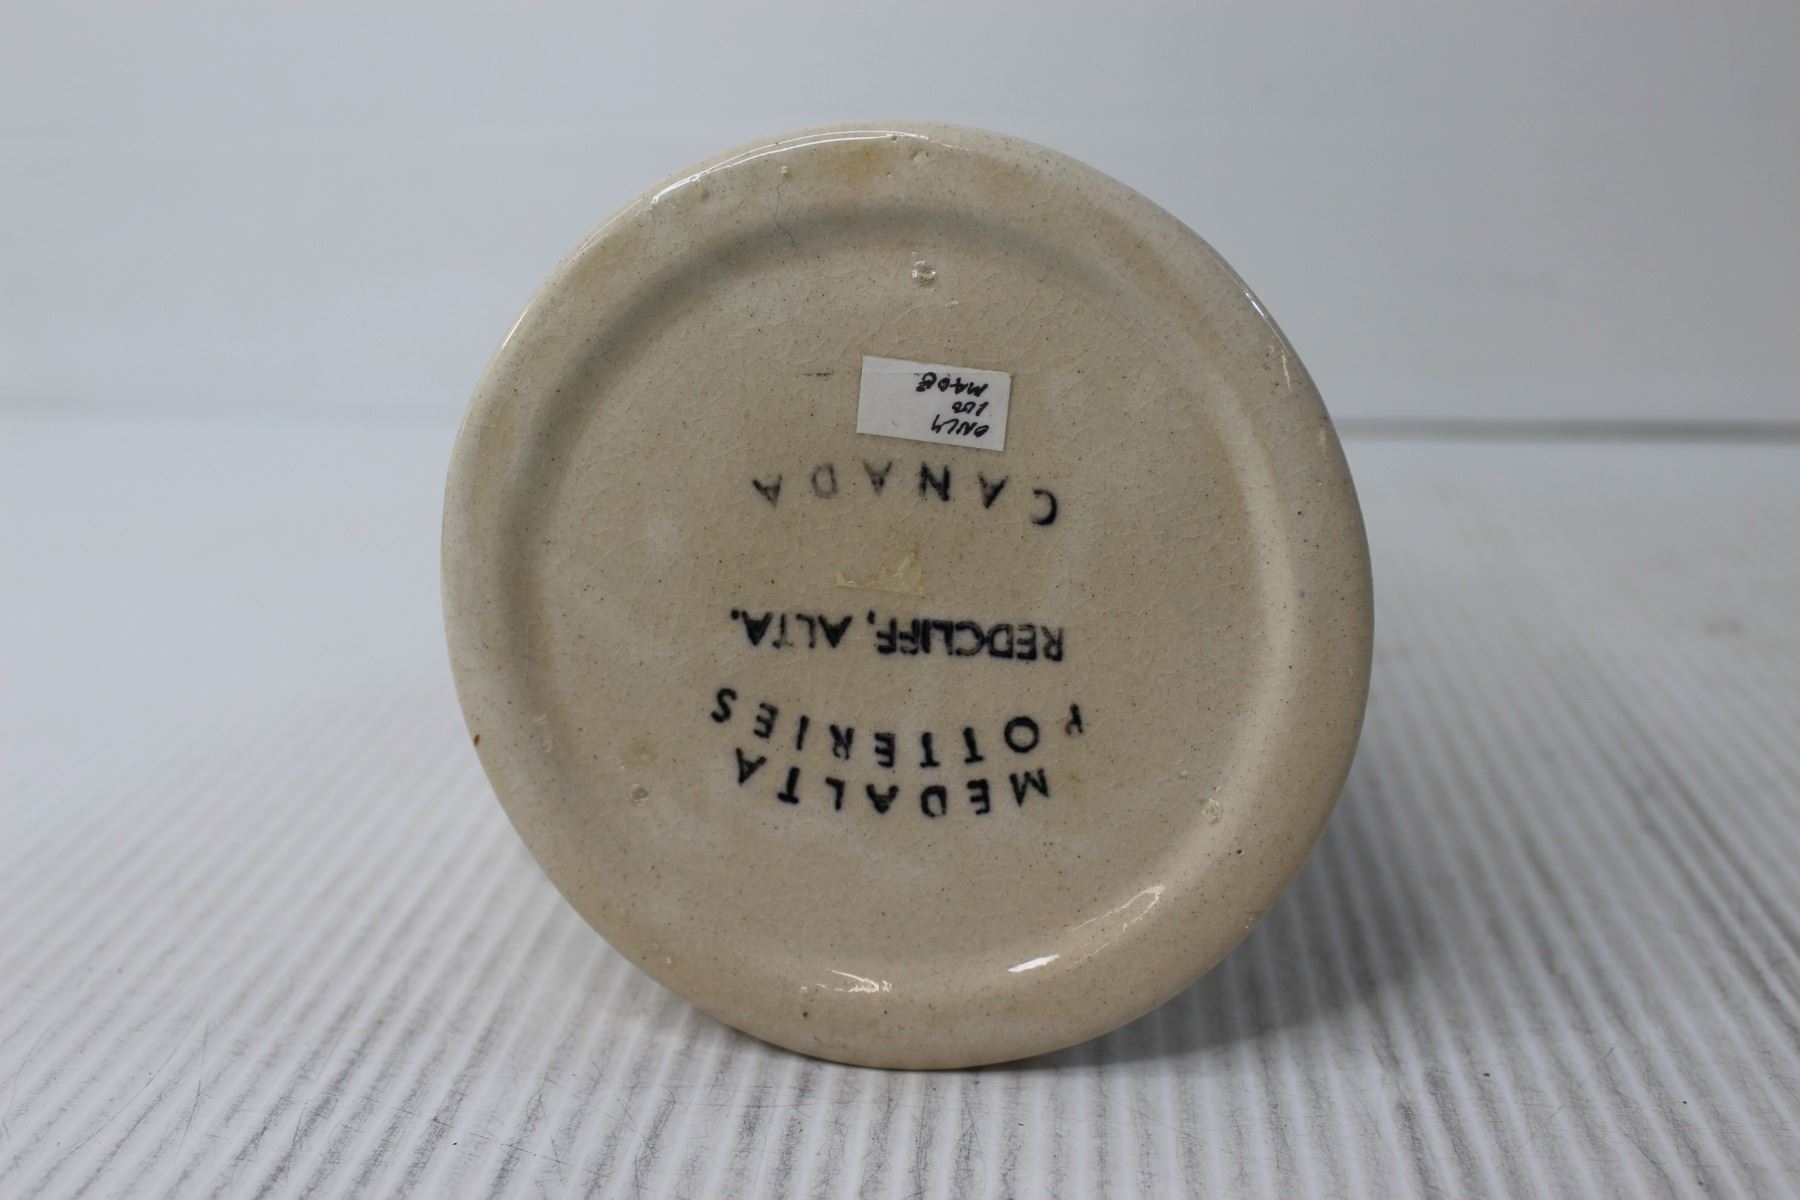 MEDALTA
POTTERIES
REDCLIFF, ALTA.
CANADA
ONLY
100
MADE